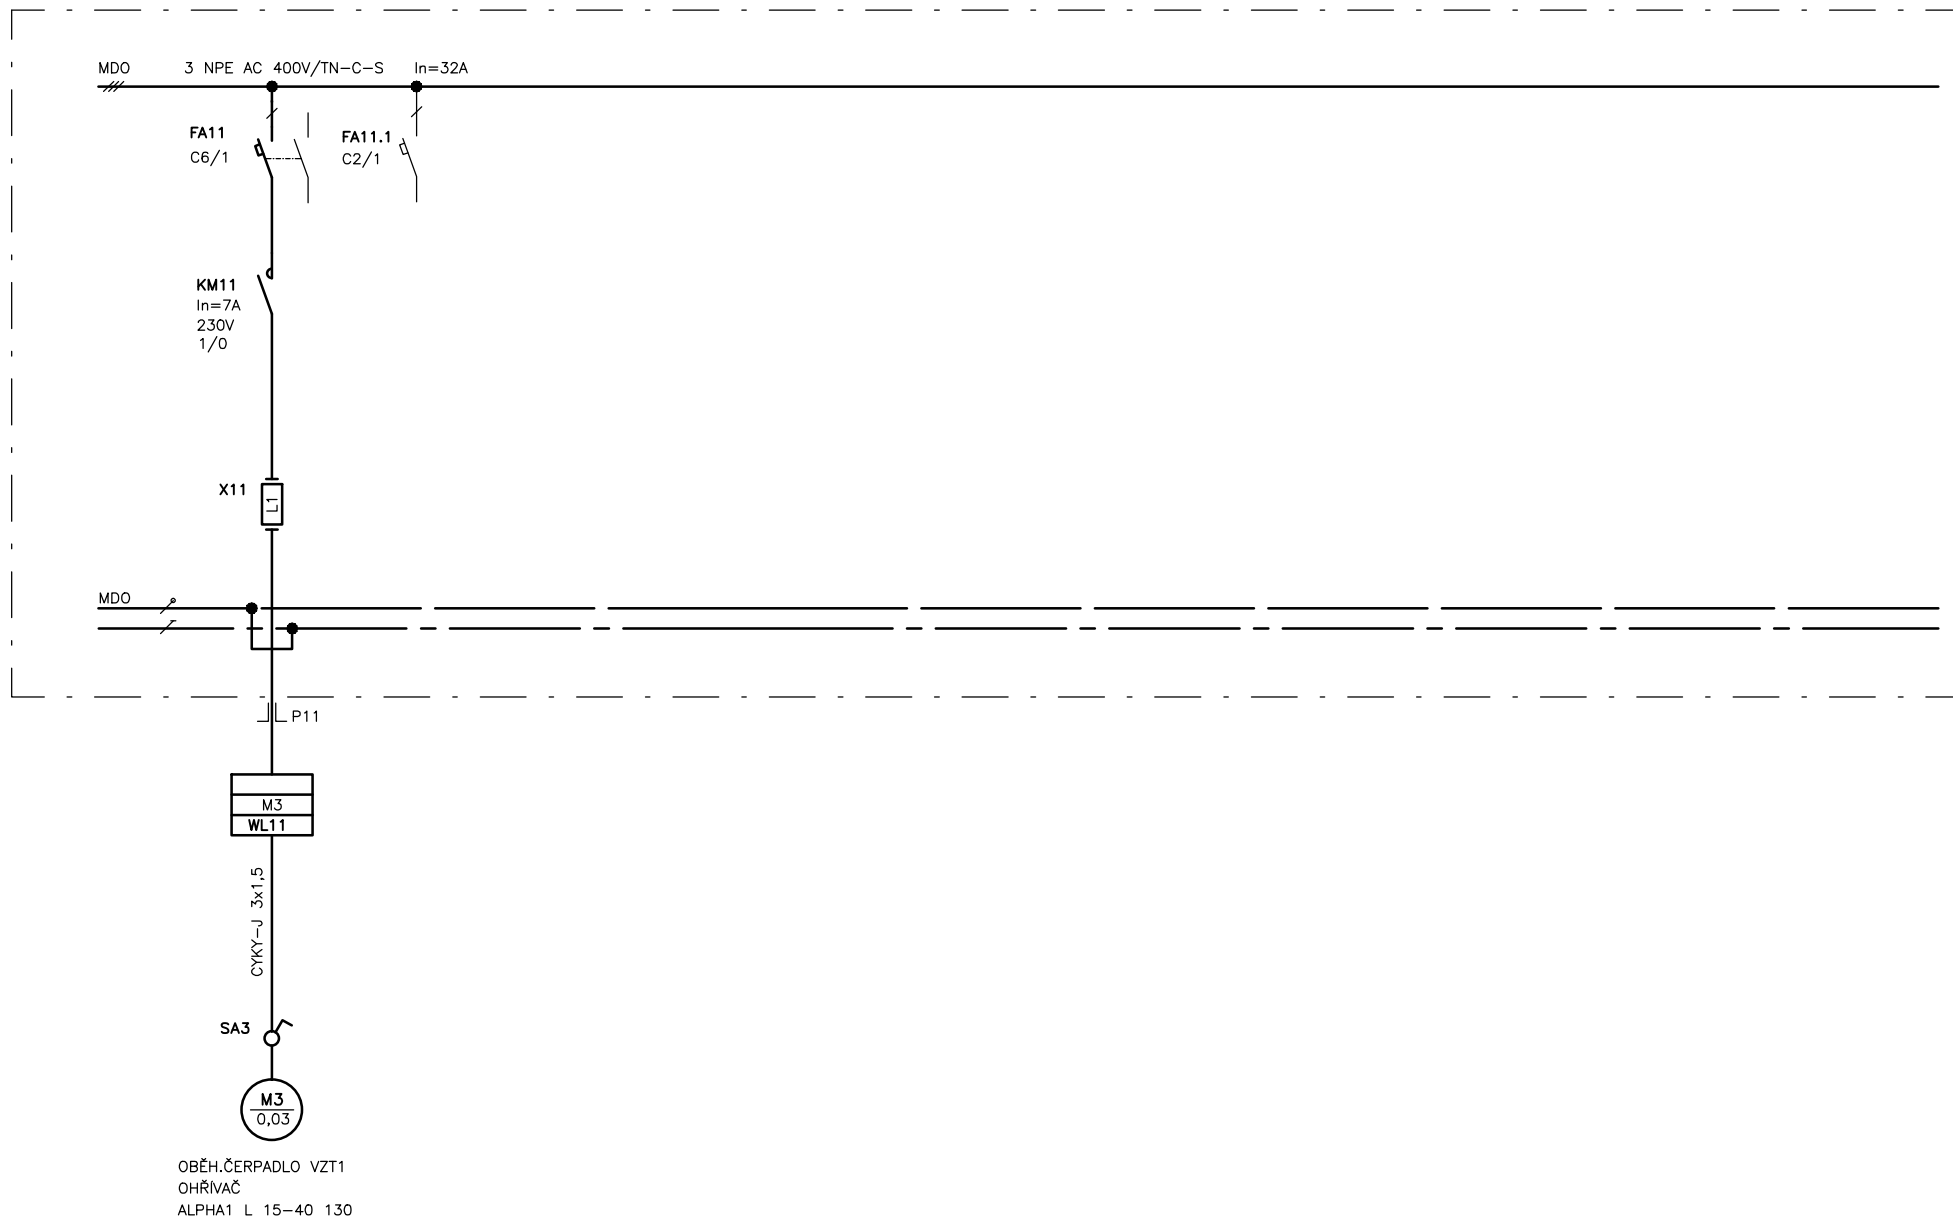 MDO 3 NPE AC 400V/TN-C-S In=32A
FA11
C6/1
FA11.1
C2/1
KM11
In=7A
230V
1/0
X11
L1
MDO
P11
M3
WL11
CYKY-J 3x1,5
SA3
M3
0,03
OBĚH.ČERPADLO VZT1
OHŘÍVAČ
ALPHA1 L 15-40 130